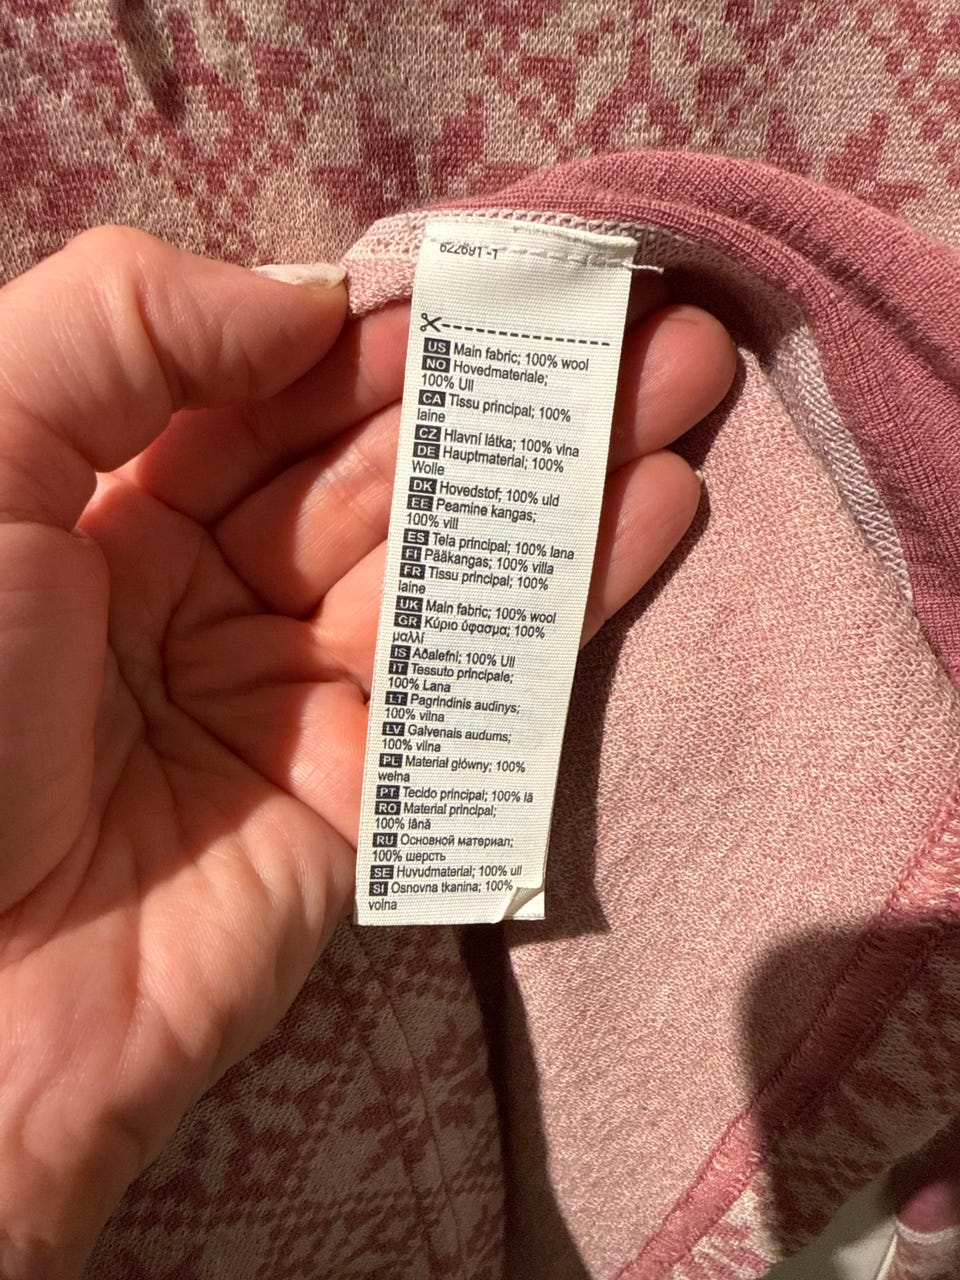 622691-1
US Main fabric; 100% wool
NO Hovedmateriale;
100% Ull
CA Tissu principal; 100%
laine
CZ Hlavní látka; 100% vlna
DE Hauptmaterial; 100%
Wolle
DK Hovedstof; 100% uld
EE Peamine kangas;
100% vill
ES Tela principal; 100% lana
FI Pääkangas; 100% villa
FR Tissu principal; 100%
laine
UK Main fabric; 100% wool
GR Κύριο ύφασμα; 100%
μαλλί
IS Aðalefni; 100% Ull
IT Tessuto principale;
100% Lana
LT Pagrindinis audinys;
100% vilna
LV Galvenais audums;
100% vilna
PL Materiał główny; 100%
wełna
PT Tecido principal; 100% lã
RO Material principal;
100% lână
RU Основной материал;
100% шерсть
SE Huvudmaterial; 100% ull
SI Osnovna tkanina; 100%
volna